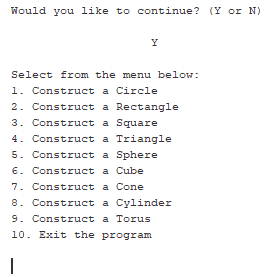 Would you like to continue? (Y or N)
Y
Select from the menu below:
1. Construct a Circle
2. Construct a Rectangle
3. Construct a Square
4. Construct a Triangle
5. Construct a Sphere
6. Construct a Cube
7. Construct a Cone
8. Construct a Cylinder
9. Construct a Torus
10. Exit the program